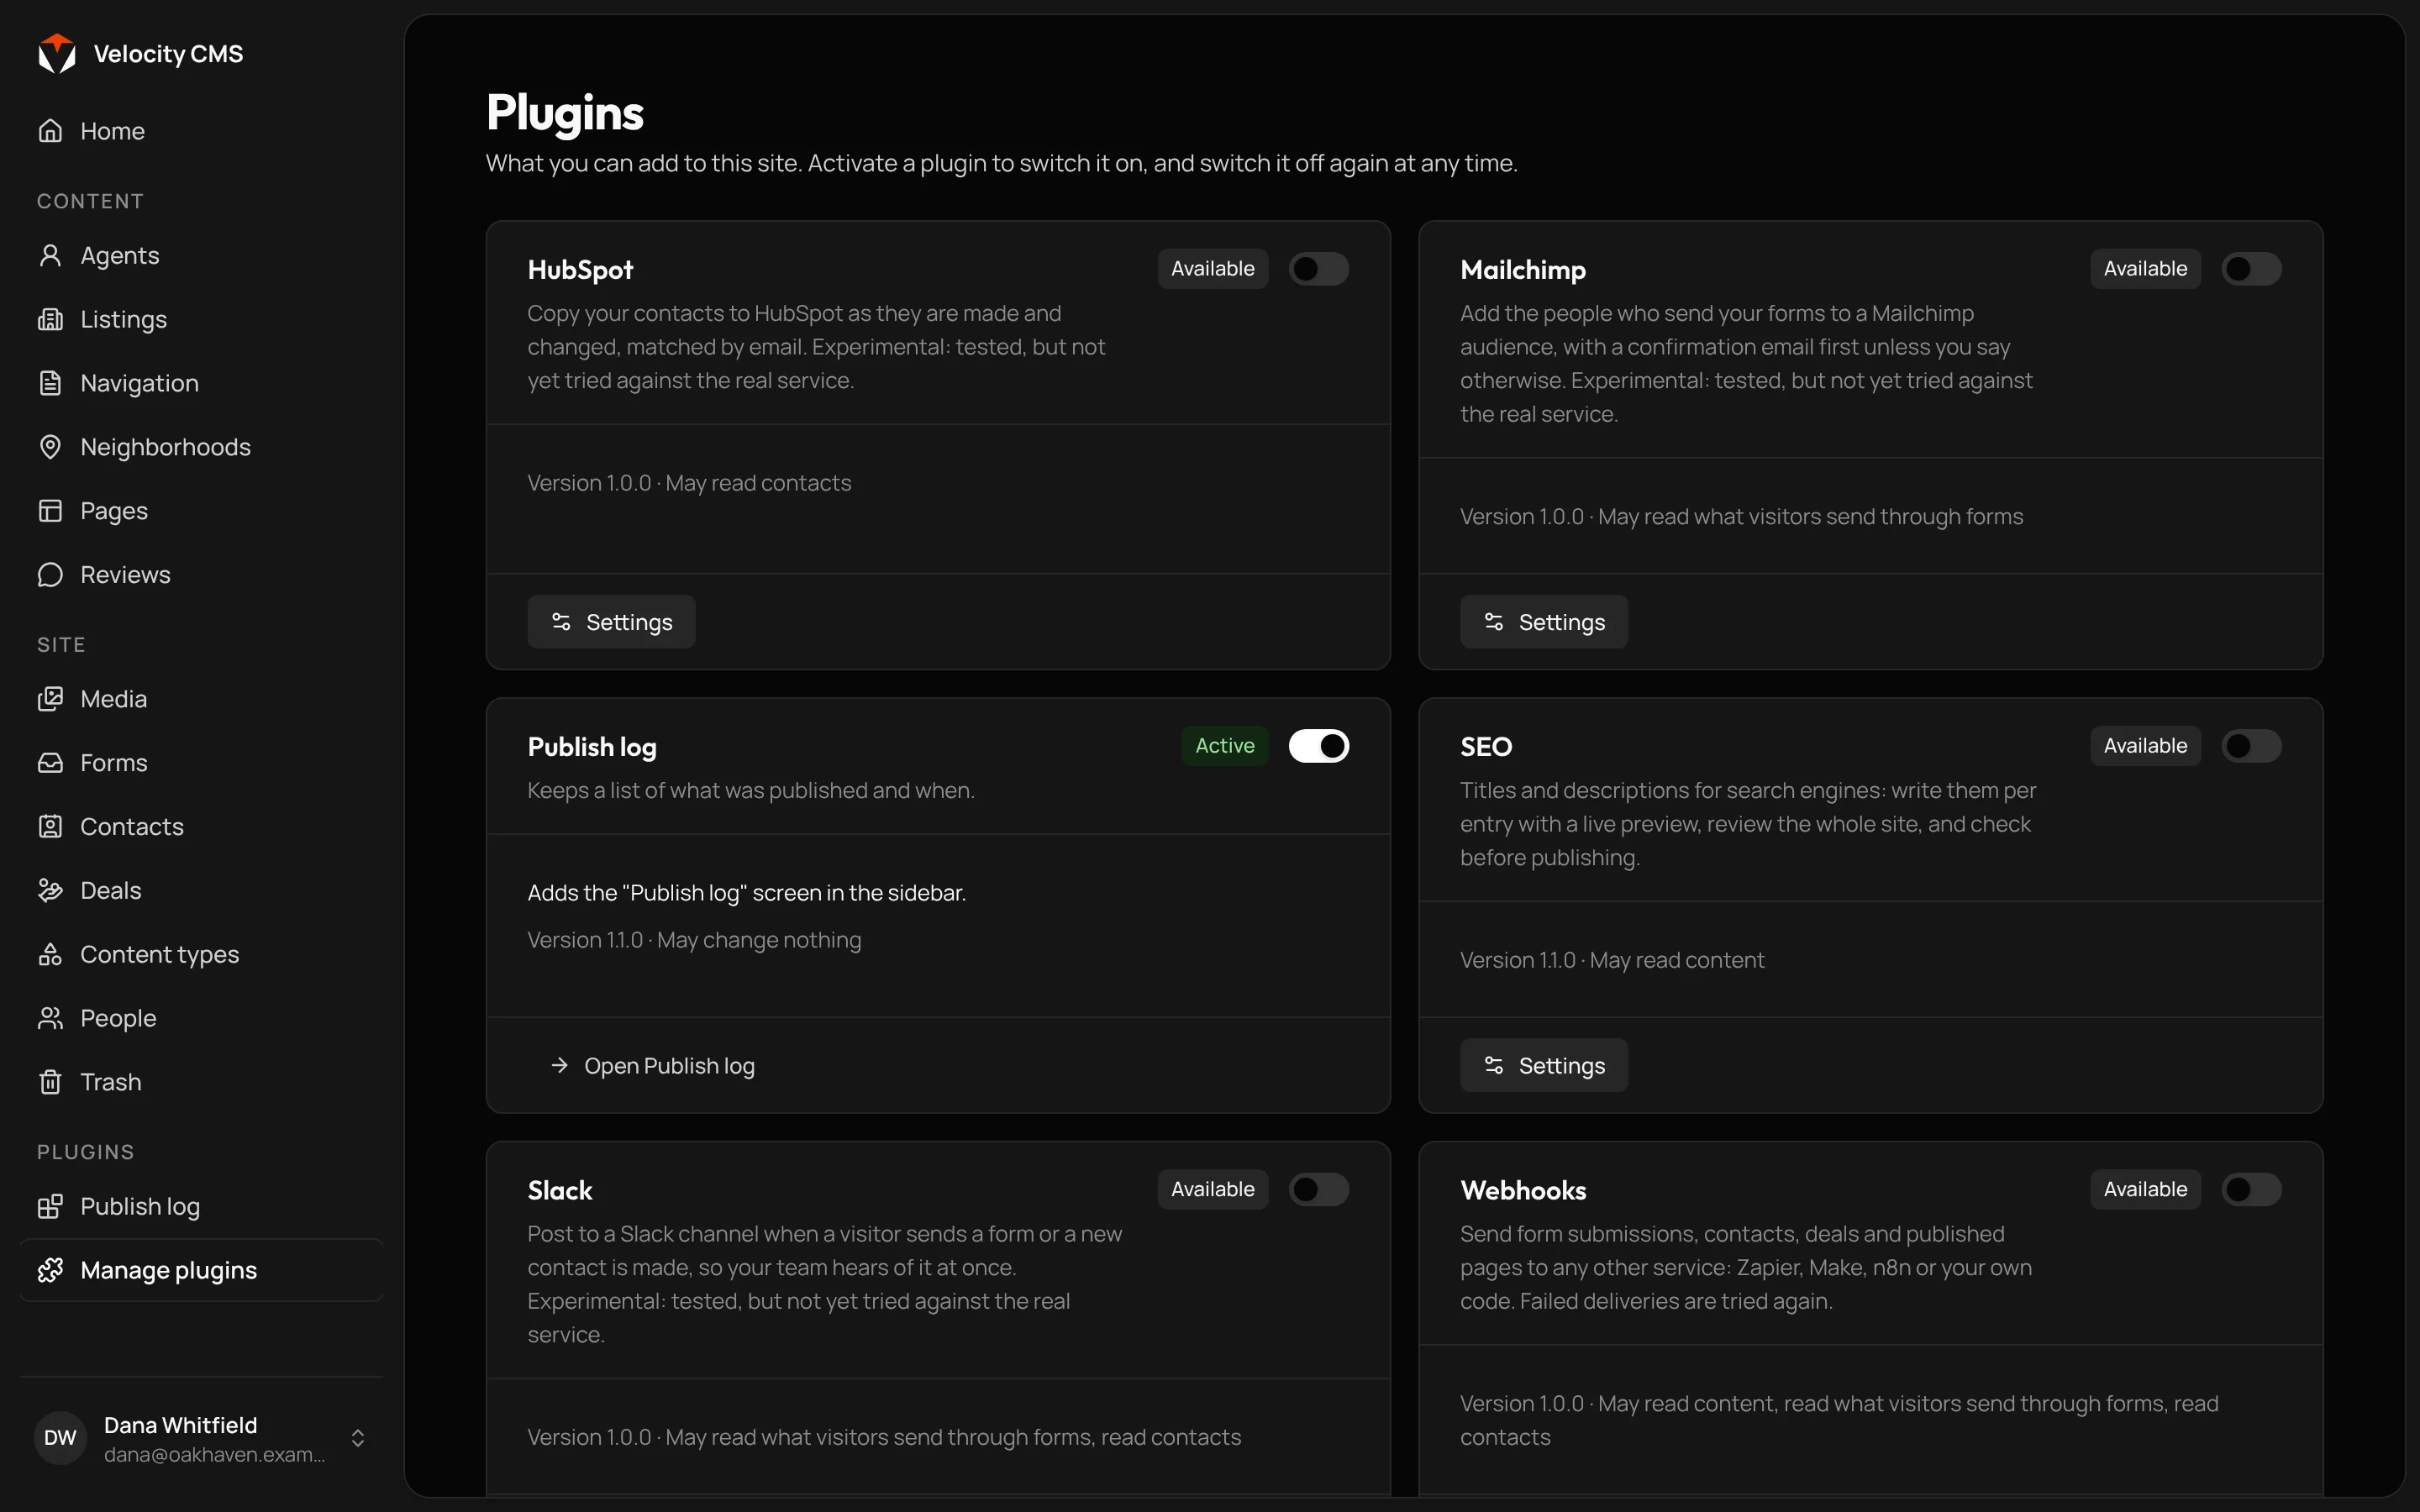 Velocity CMS
Home
CONTENT
Agents
Listings
Navigation
Neighborhoods
Pages
Reviews
SITE
Media
Forms
Contacts
Deals
Content types
People
Trash
PLUGINS
Publish log
Manage plugins
DW
Dana Whitfield
dana@oakhaven.exam...
Plugins
What you can add to this site. Activate a plugin to switch it on, and switch it off again at any time.
HubSpot
Available
Copy your contacts to HubSpot as they are made and
changed, matched by email. Experimental: tested, but not
yet tried against the real service.
Version 1.0.0 · May read contacts
Settings
Mailchimp
Available
Add the people who send your forms to a Mailchimp
audience, with a confirmation email first unless you say
otherwise. Experimental: tested, but not yet tried against
the real service.
Version 1.0.0 · May read what visitors send through forms
Settings
Publish log
Active
Keeps a list of what was published and when.
Adds the "Publish log" screen in the sidebar.
Version 1.1.0 · May change nothing
Open Publish log
SEO
Available
Titles and descriptions for search engines: write them per
entry with a live preview, review the whole site, and check
before publishing.
Version 1.1.0 · May read content
Settings
Slack
Available
Post to a Slack channel when a visitor sends a form or a new
contact is made, so your team hears of it at once.
Experimental: tested, but not yet tried against the real
service.
Version 1.0.0 · May read what visitors send through forms, read contacts
Webhooks
Available
Send form submissions, contacts, deals and published
pages to any other service: Zapier, Make, n8n or your own
code. Failed deliveries are tried again.
Version 1.0.0 · May read content, read what visitors send through forms, read
contacts